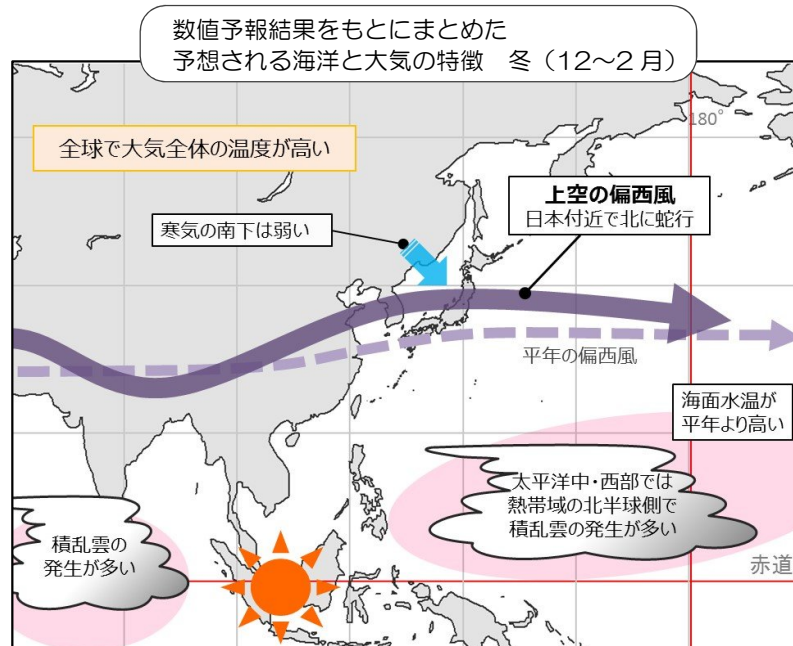 数値予報結果をもとにまとめた
予想される海洋と大気の特徴　冬（12～2月）
180°
全球で大気全体の温度が高い
上空の偏西風
日本付近で北に蛇行
寒気の南下は弱い
平年の偏西風
海面水温が
平年より高い
太平洋中・西部では
熱帯域の北半球側で
積乱雲の発生が多い
積乱雲の
発生が多い
赤道